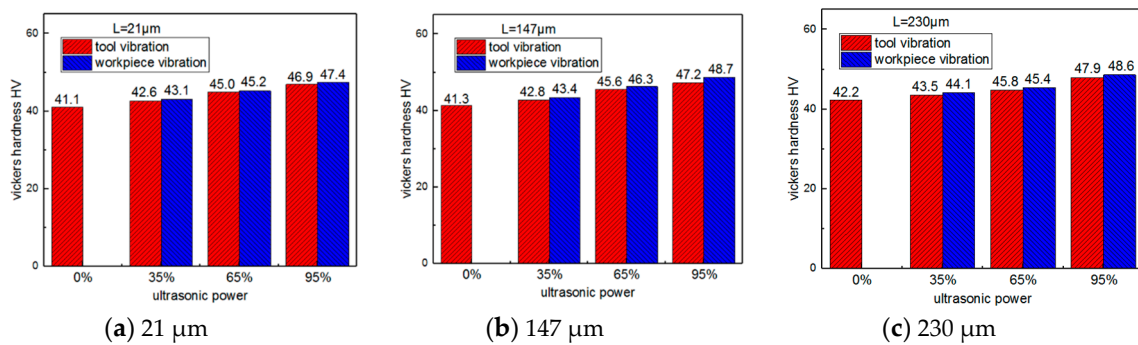 L=21μm
tool vibration
workpiece vibration
vickers hardness HV
60
40
20
0
41.1
42.6 43.1
45.0 45.2
46.9 47.4
0% 35% 65% 95%
ultrasonic power
(a) 21 μm
L=147μm
tool vibration
workpiece vibration
vickers hardness HV
60
40
20
0
41.3
42.8 43.4
45.6 46.3
47.2 48.7
0% 35% 65% 95%
ultrasonic power
(b) 147 μm
L=230μm
tool vibration
workpiece vibration
vickers hardness HV
60
40
20
0
42.2
43.5 44.1
45.8 45.4
47.9 48.6
0% 35% 65% 95%
ultrasonic power
(c) 230 μm